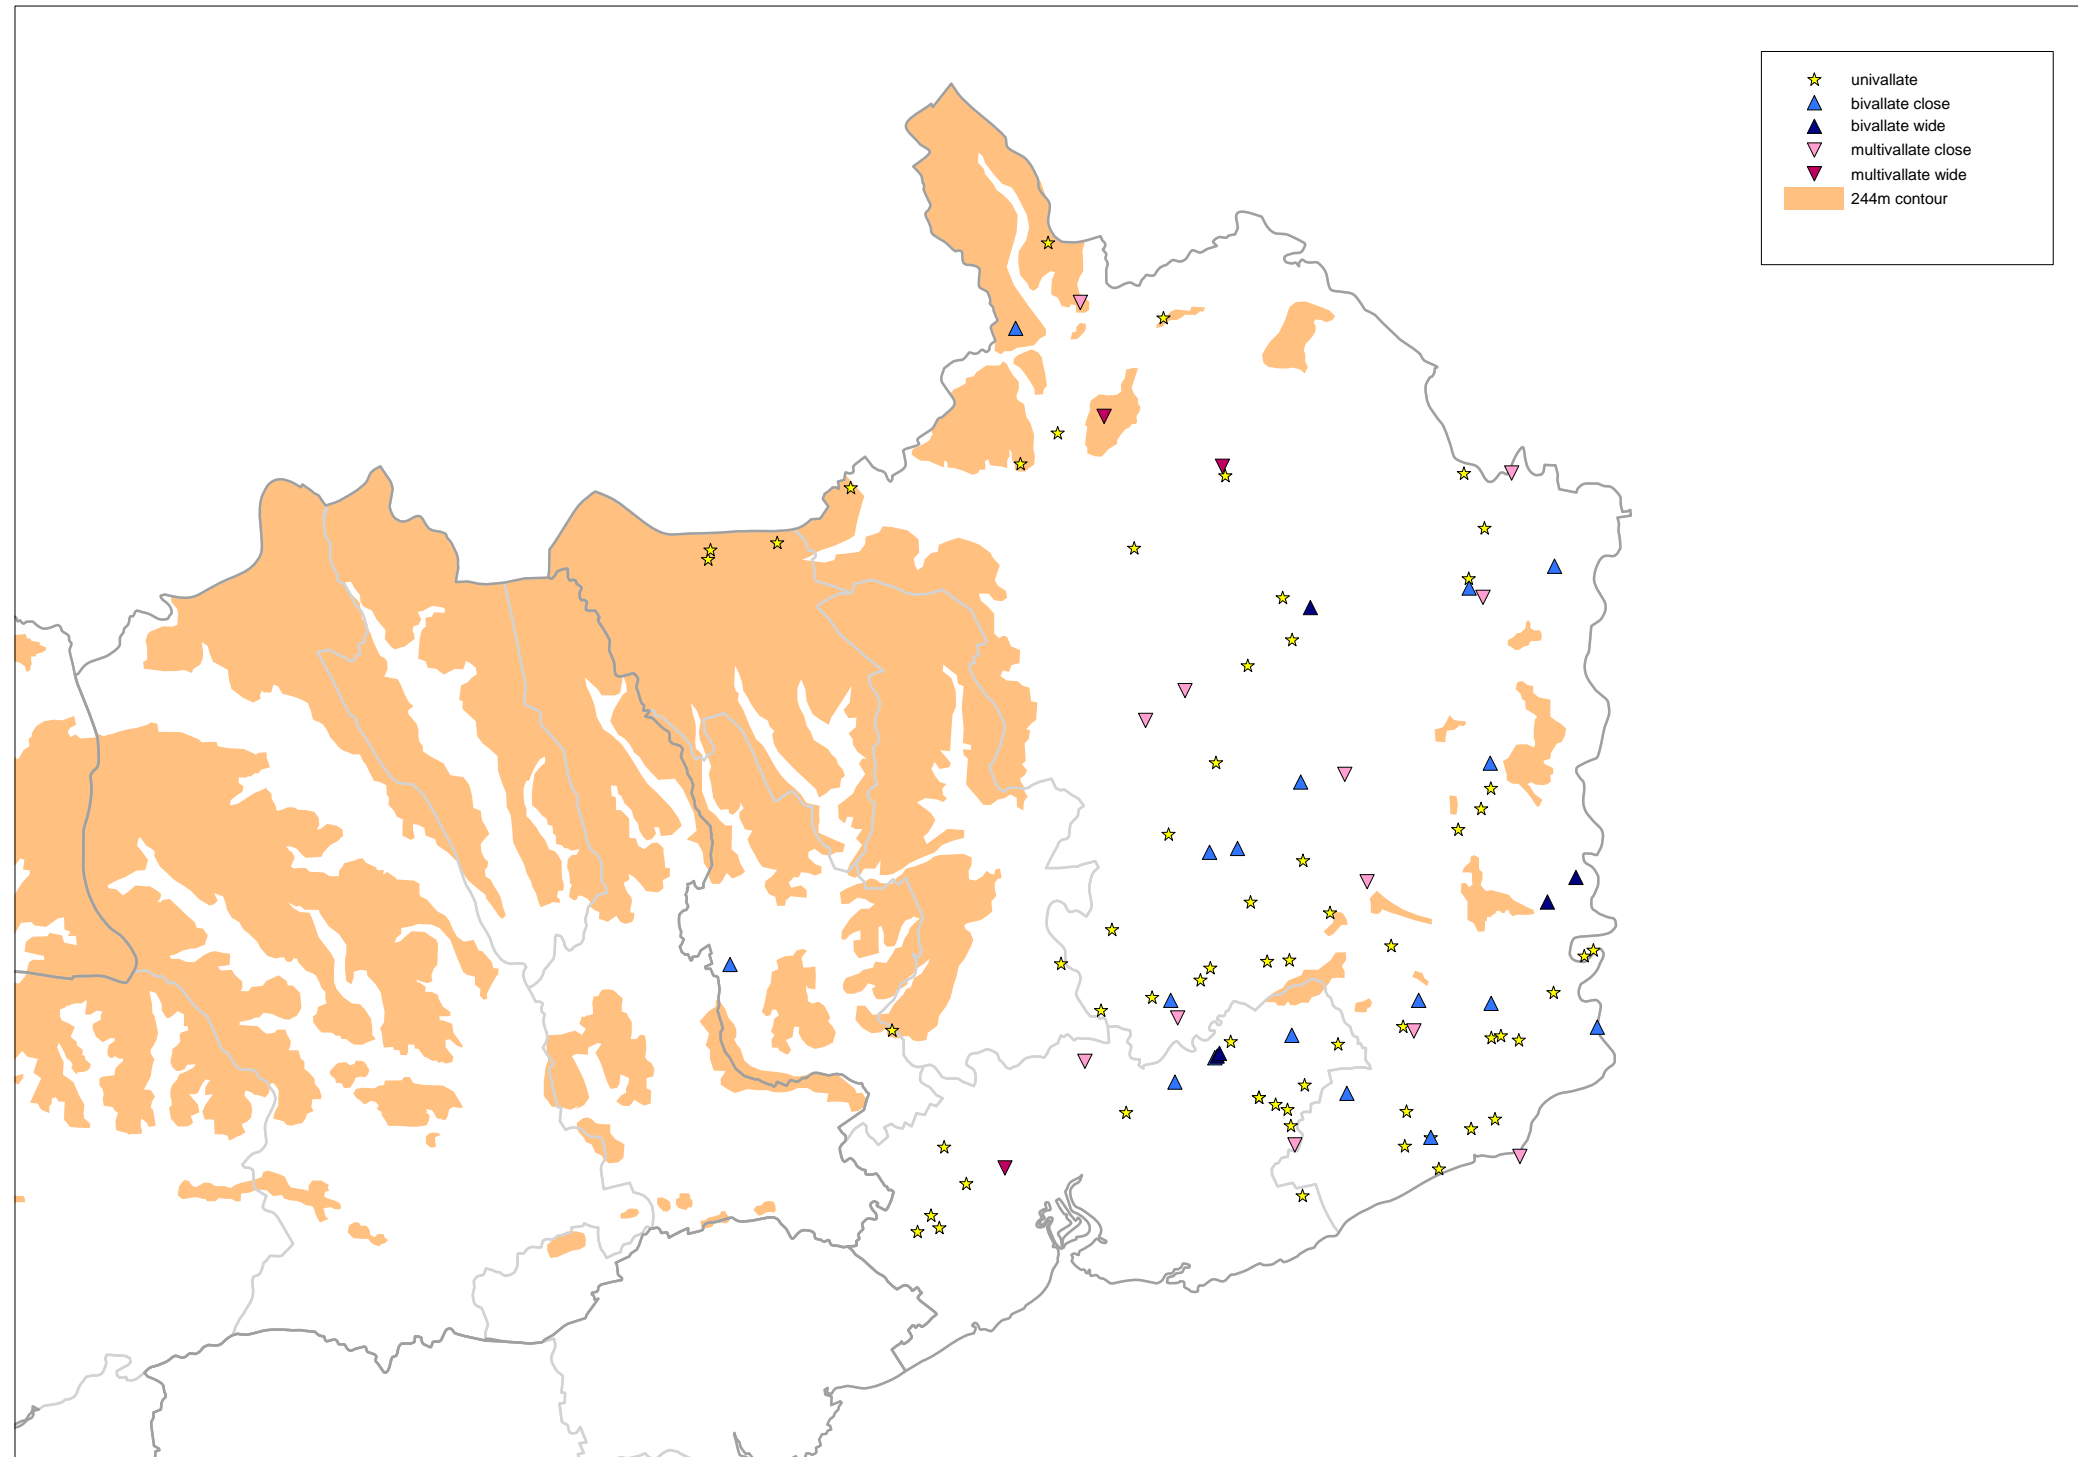 univallate
bivallate close
bivallate wide
multivallate close
multivallate wide
244m contour